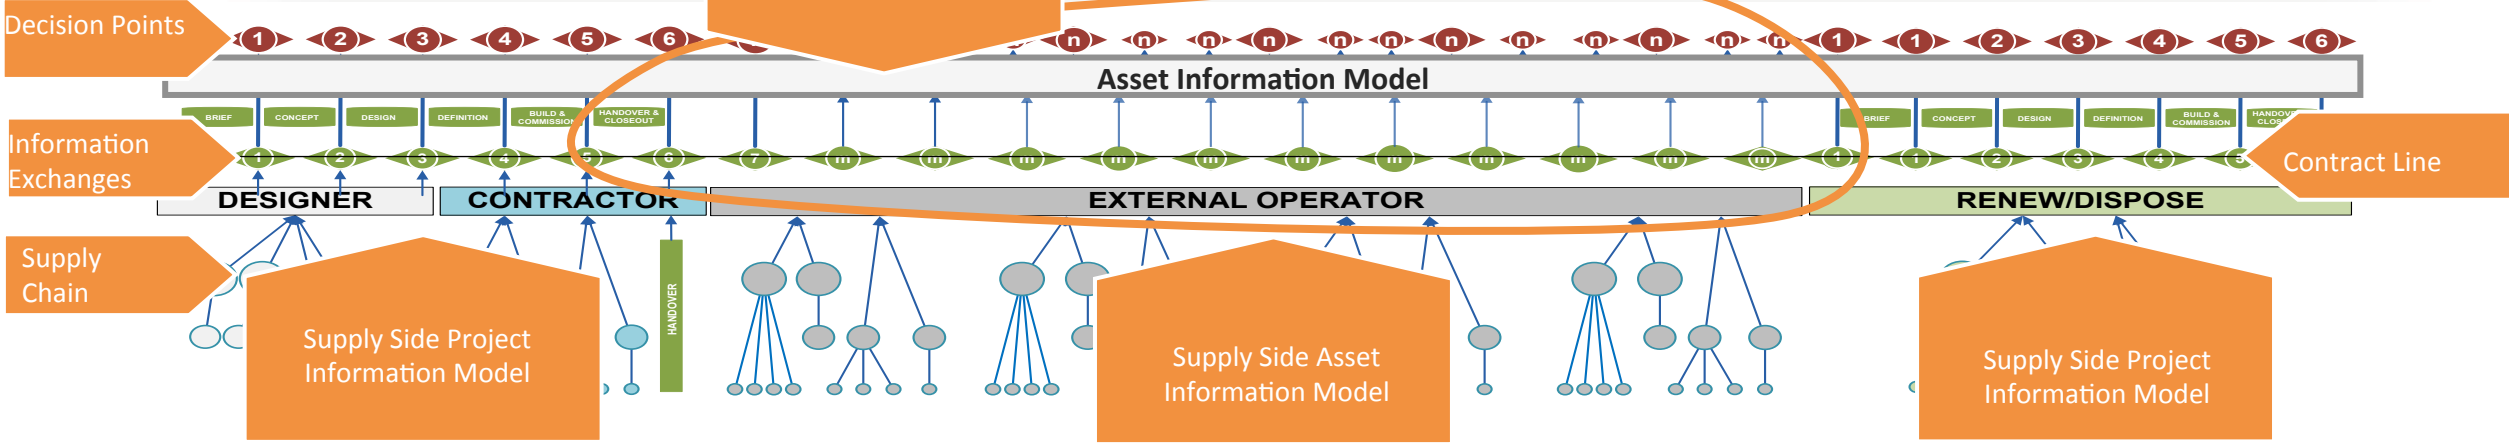 Decision Points
1 2 3 4 5 6 n n n n n n n n n n n n 1 1 2 3 4 5 6
Asset Information Model
BRIEF CONCEPT DESIGN DEFINITION BUILD & COMMISSION HANDOVER & CLOSEOUT BRIEF CONCEPT DESIGN DEFINITION BUILD & COMMISSION
Information
Exchanges
1 2 3 4 5 6 7 m m m m m m m m m m m 1 1 2 3 4 5
Contract Line
DESIGNER CONTRACTOR EXTERNAL OPERATOR RENEW/DISPOSE
Supply
Chain
HANDOVER
Supply Side Project
Information Model
Supply Side Asset
Information Model
Supply Side Project
Information Model